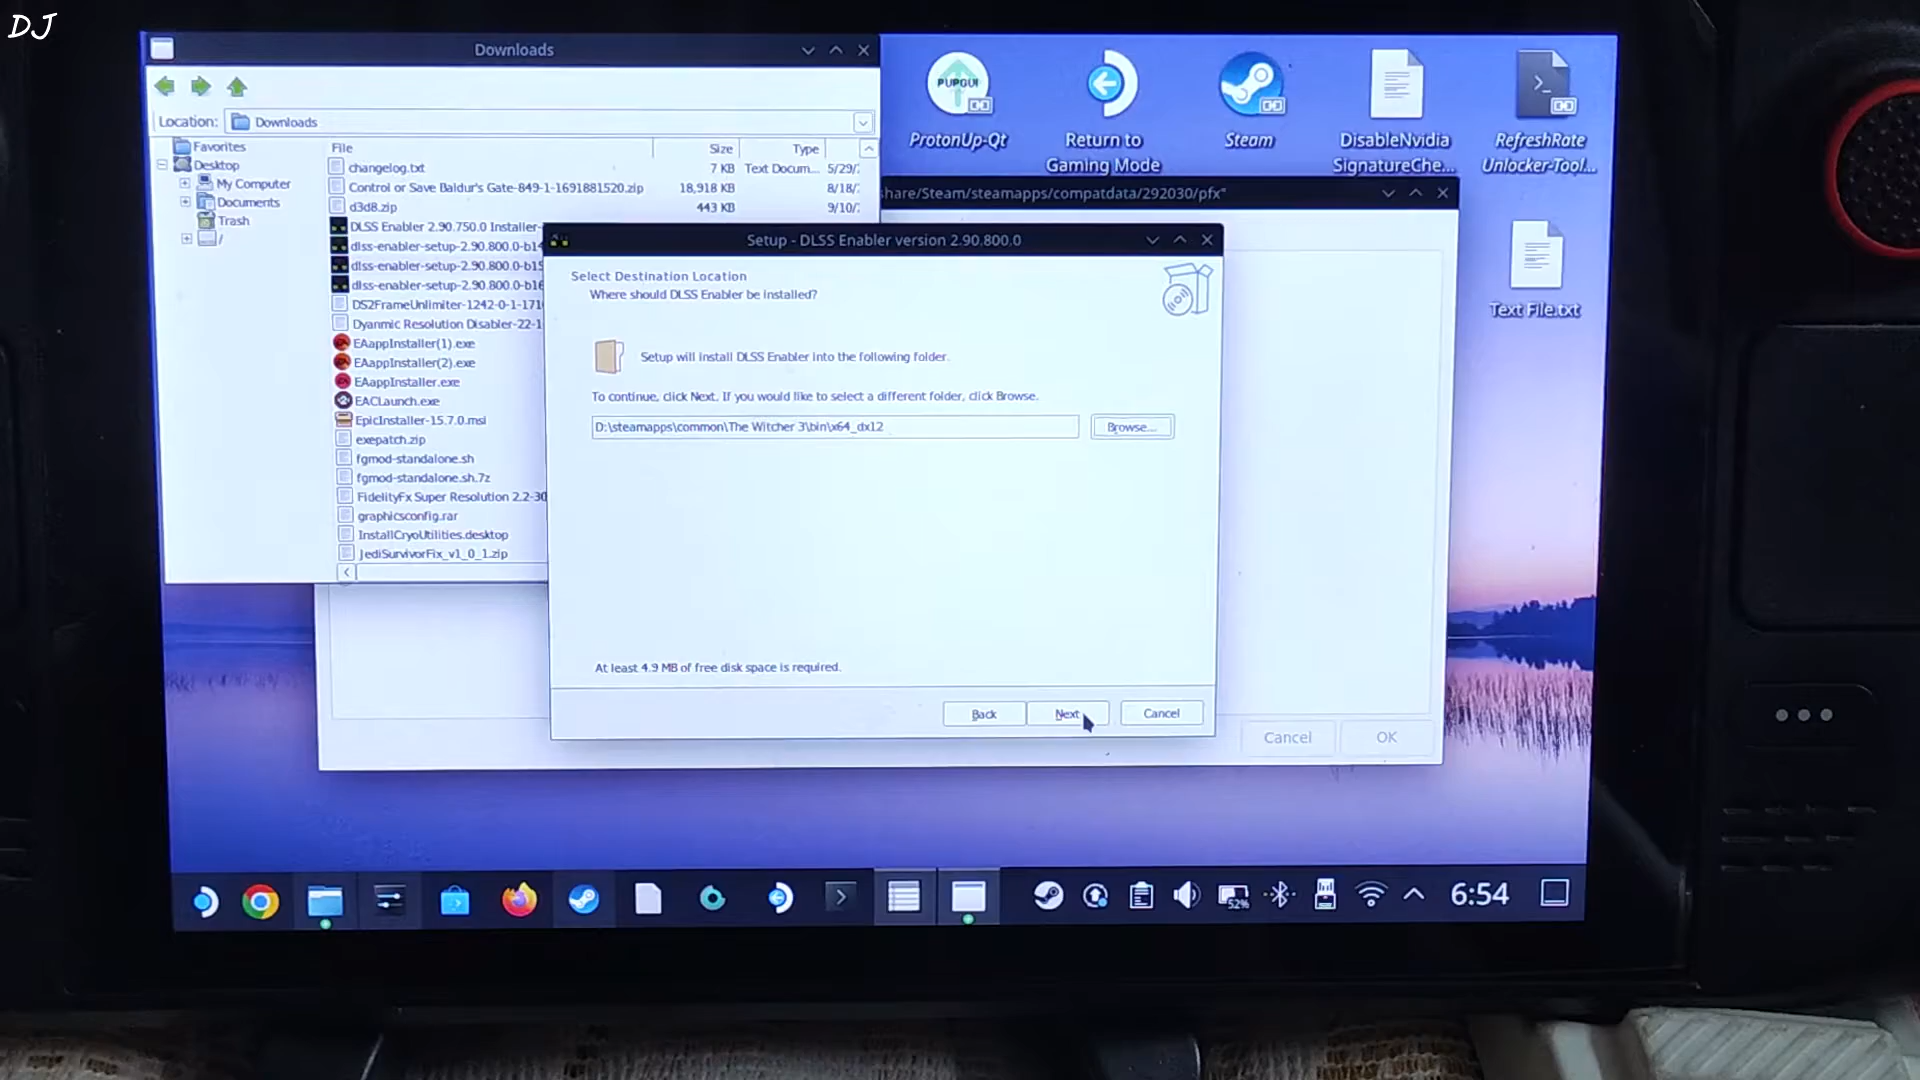 DJ
Downloads
Location: Downloads
Favorites
Desktop
My Computer
Documents
Trash
/
File Size Type
changelog.txt 7 KB Text Docum... 5/29/
Control or Save Baldur's Gate-849-1-1691881520.zip 18,918 KB 8/18/
d3d8.zip 443 KB 9/10/
DLSS Enabler 2.90.750.0 Installer-
dlss-enabler-setup-2.90.800.0-b14
dlss-enabler-setup-2.90.800.0-b15
dlss-enabler-setup-2.90.800.0-b16
DS2FrameUnlimiter-1242-0-1-171
Dyanmic Resolution Disabler-22-1
EAappInstaller(1).exe
EAappInstaller(2).exe
EAappInstaller.exe
EACLaunch.exe
EpicInstaller-15.7.0.msi
exepatch.zip
fgmod-standalone.sh
fgmod-standalone.sh.7z
FidelityFx Super Resolution 2.2-30
graphicsconfig.rar
InstallCryoUtilities.desktop
JediSurvivorFix_v1_0_1.zip
PUPGUI
ProtonUp-Qt
Return to
Gaming Mode
Steam
DisableNvidia
SignatureChe...
RefreshRate
Unlocker-Tool...
Text File.txt
share/Steam/steamapps/compatdata/292030/pfx"
Setup - DLSS Enabler version 2.90.800.0
Select Destination Location
Where should DLSS Enabler be installed?
Setup will install DLSS Enabler into the following folder.
To continue, click Next. If you would like to select a different folder, click Browse.
D:\steamapps\common\The Witcher 3\bin\x64_dx12
Browse...
At least 4.9 MB of free disk space is required.
Back Next Cancel
Cancel OK
52%
6:54